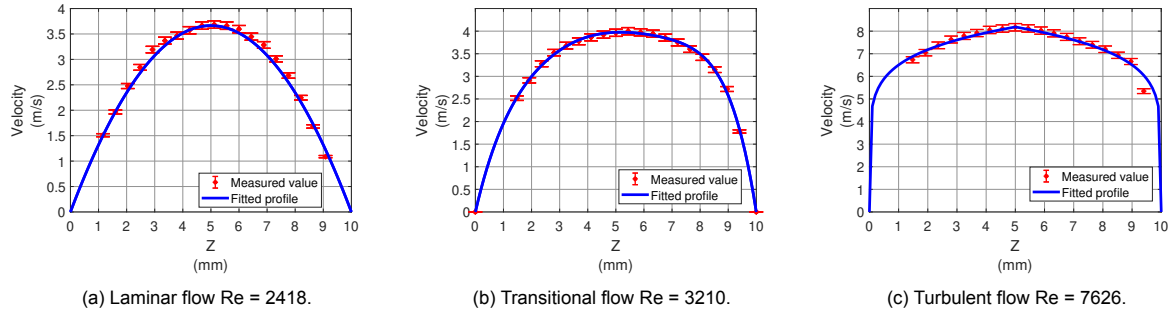 4
3.5
3
2.5
2
1.5
1
0.5
0
Velocity
(m/s)
Measured value
Fitted profile
0 1 2 3 4 5 6 7 8 9 10
Z
(mm)
(a) Laminar flow Re = 2418.
4
3.5
3
2.5
2
1.5
1
0.5
0
Velocity
(m/s)
Measured value
Fitted profile
0 1 2 3 4 5 6 7 8 9 10
Z
(mm)
(b) Transitional flow Re = 3210.
8
6
4
2
0
Velocity
(m/s)
Measured value
Fitted profile
0 1 2 3 4 5 6 7 8 9 10
Z
(mm)
(c) Turbulent flow Re = 7626.